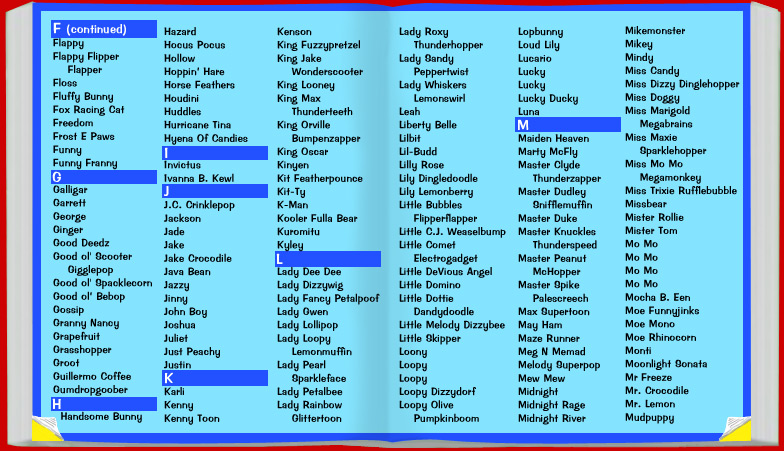 F (continued)
Flappy
Flappy Flipper
Flapper
Floss
Fluffy Bunny
Fox Racing Cat
Freedom
Frost E Paws
Funny
Funny Franny
G
Galligar
Garrett
George
Ginger
Good Deedz
Good ol' Scooter
Gigglepop
Good ol' Spacklecorn
Good ol' Bebop
Gossip
Granny Nancy
Grapefruit
Grasshopper
Groot
Guillermo Coffee
Gumdropgoober
H
Handsome Bunny
Hazard
Hocus Pocus
Hollow
Hoppin' Hare
Horse Feathers
Houdini
Huddles
Hurricane Tina
Hyena Of Candies
I
Invictus
Ivanna B. Kewl
J
J.C. Crinklepop
Jackson
Jade
Jake
Jake Crocodile
Java Bean
Jazzy
Jinny
John Boy
Joshua
Juliet
Just Peachy
Justin
K
Karli
Kenny
Kenny Toon
Kenson
King Fuzzypretzel
King Jake
Wonderscooter
King Looney
King Max
Thunderteeth
King Orville
Bumpenzapper
King Oscar
Kinyen
Kit Featherpounce
Kit-Ty
K-Man
Kooler Fulla Bear
Kuromitu
Kyley
L
Lady Dee Dee
Lady Dizzywig
Lady Fancy Petalpoof
Lady Gwen
Lady Lollipop
Lady Loopy
Lemonmuffin
Lady Pearl
Sparkleface
Lady Petalbee
Lady Rainbow
Glittertoon
Lady Roxy
Thunderhopper
Lady Sandy
Peppertwist
Lady Whiskers
Lemonswirl
Leah
Liberty Belle
Lilbit
Lil-Budd
Lilly Rose
Lily Dingledoodle
Lily Lemonberry
Little Bubbles
Flipperflapper
Little C.J. Weaselbump
Little Comet
Electrogadget
Little DeVious Angel
Little Domino
Little Dottie
Dandydoodle
Little Melody Dizzybee
Little Skipper
Loony
Loopy
Loopy
Loopy Dizzydorf
Loopy Olive
Pumpkinboom
Lopbunny
Loud Lily
Lucario
Lucky
Lucky
Lucky Ducky
Luna
M
Maiden Heaven
Marty McFly
Master Clyde
Thunderzapper
Master Dudley
Snifflemuffin
Master Duke
Master Knuckles
Thunderspeed
Master Peanut
McHopper
Master Spike
Palescreech
Max Supertoon
May Ham
Maze Runner
Meg N Memad
Melody Superpop
Mew Mew
Midnight
Midnight Rage
Midnight River
Mikemonster
Mikey
Mindy
Miss Candy
Miss Dizzy Dinglehopper
Miss Doggy
Miss Marigold
Megabrains
Miss Maxie
Sparklehopper
Miss Mo Mo
Megamonkey
Miss Trixie Rufflebubble
Missbear
Mister Rollie
Mister Tom
Mo Mo
Mo Mo
Mo Mo
Mo Mo
Mocha B. Een
Moe Funnyjinks
Moe Mono
Moe Rhinocorn
Monti
Moonlight Sonata
Mr Freeze
Mr. Crocodile
Mr. Lemon
Mudpuppy